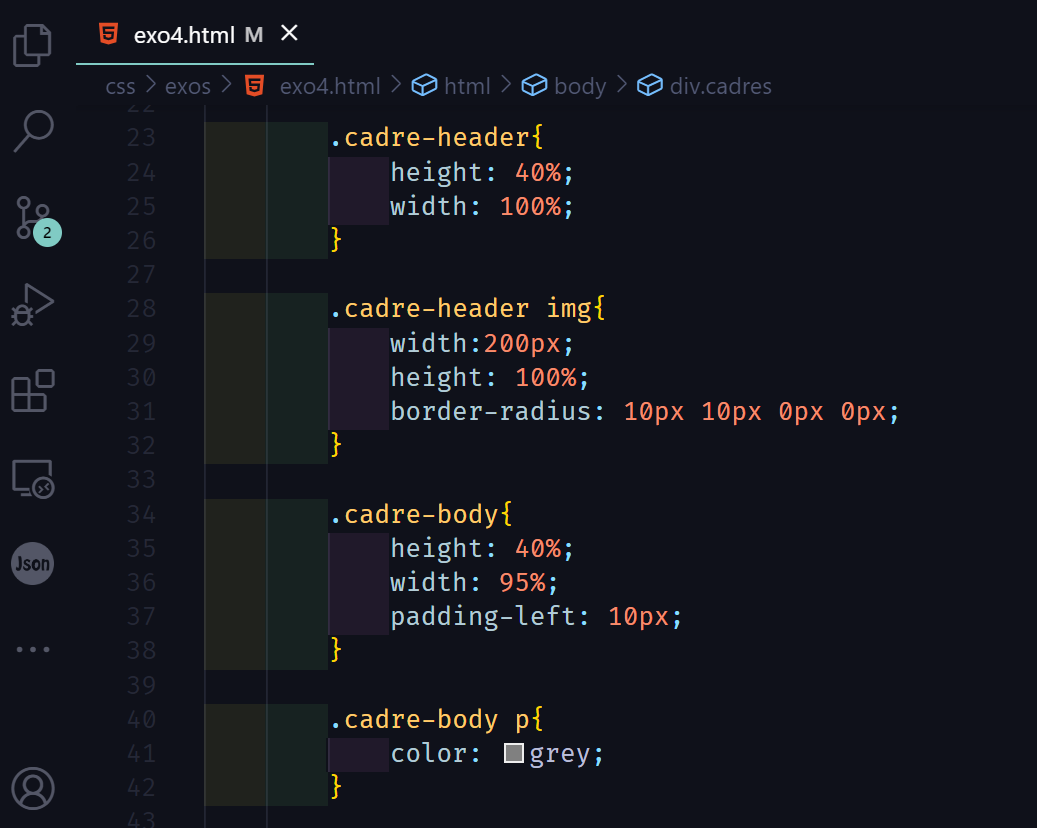 exo4.html M
css > exos > exo4.html > html > body > div.cadres
22
23 .cadre-header{
24 height: 40%;
25 width: 100%;
26 }
27
28 .cadre-header img{
29 width:200px;
30 height: 100%;
31 border-radius: 10px 10px 0px 0px;
32 }
33
34 .cadre-body{
35 height: 40%;
36 width: 95%;
37 padding-left: 10px;
38 }
39
40 .cadre-body p{
41 color: grey;
42 }
43
2
Json